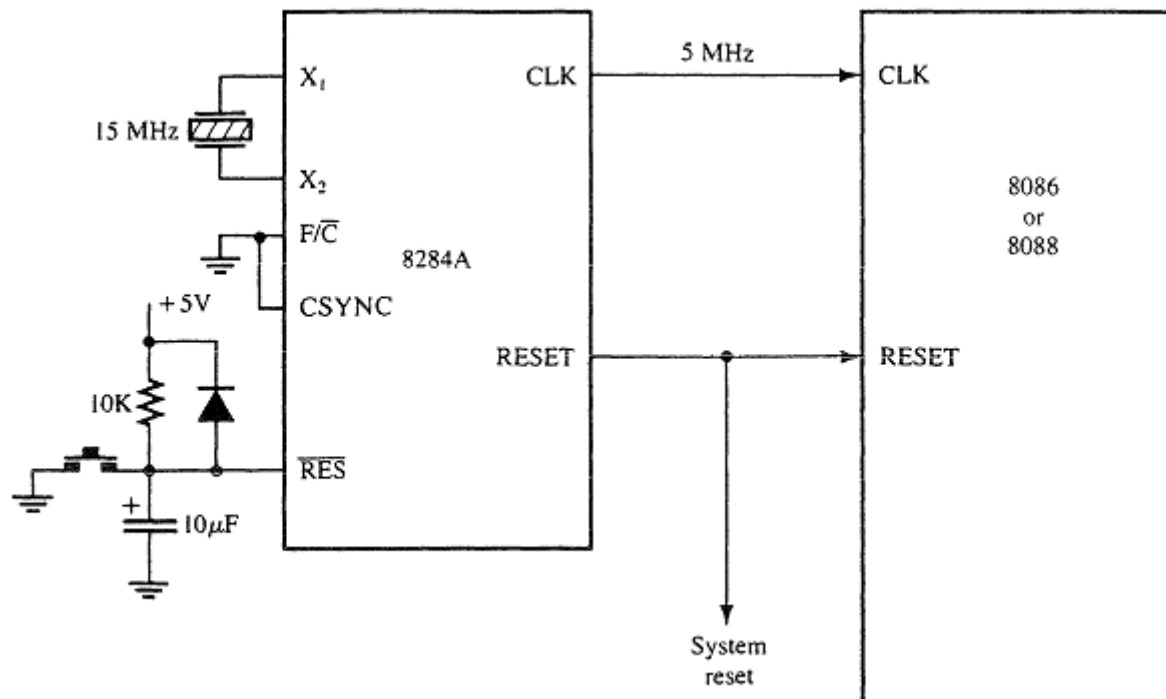 X₁
CLK
5 MHz
CLK
15 MHz
X₂
8086
or
8088
F/C̅
8284A
CSYNC
+5V
RESET
RESET
10K
R̅E̅S̅
+
10μF
System
reset